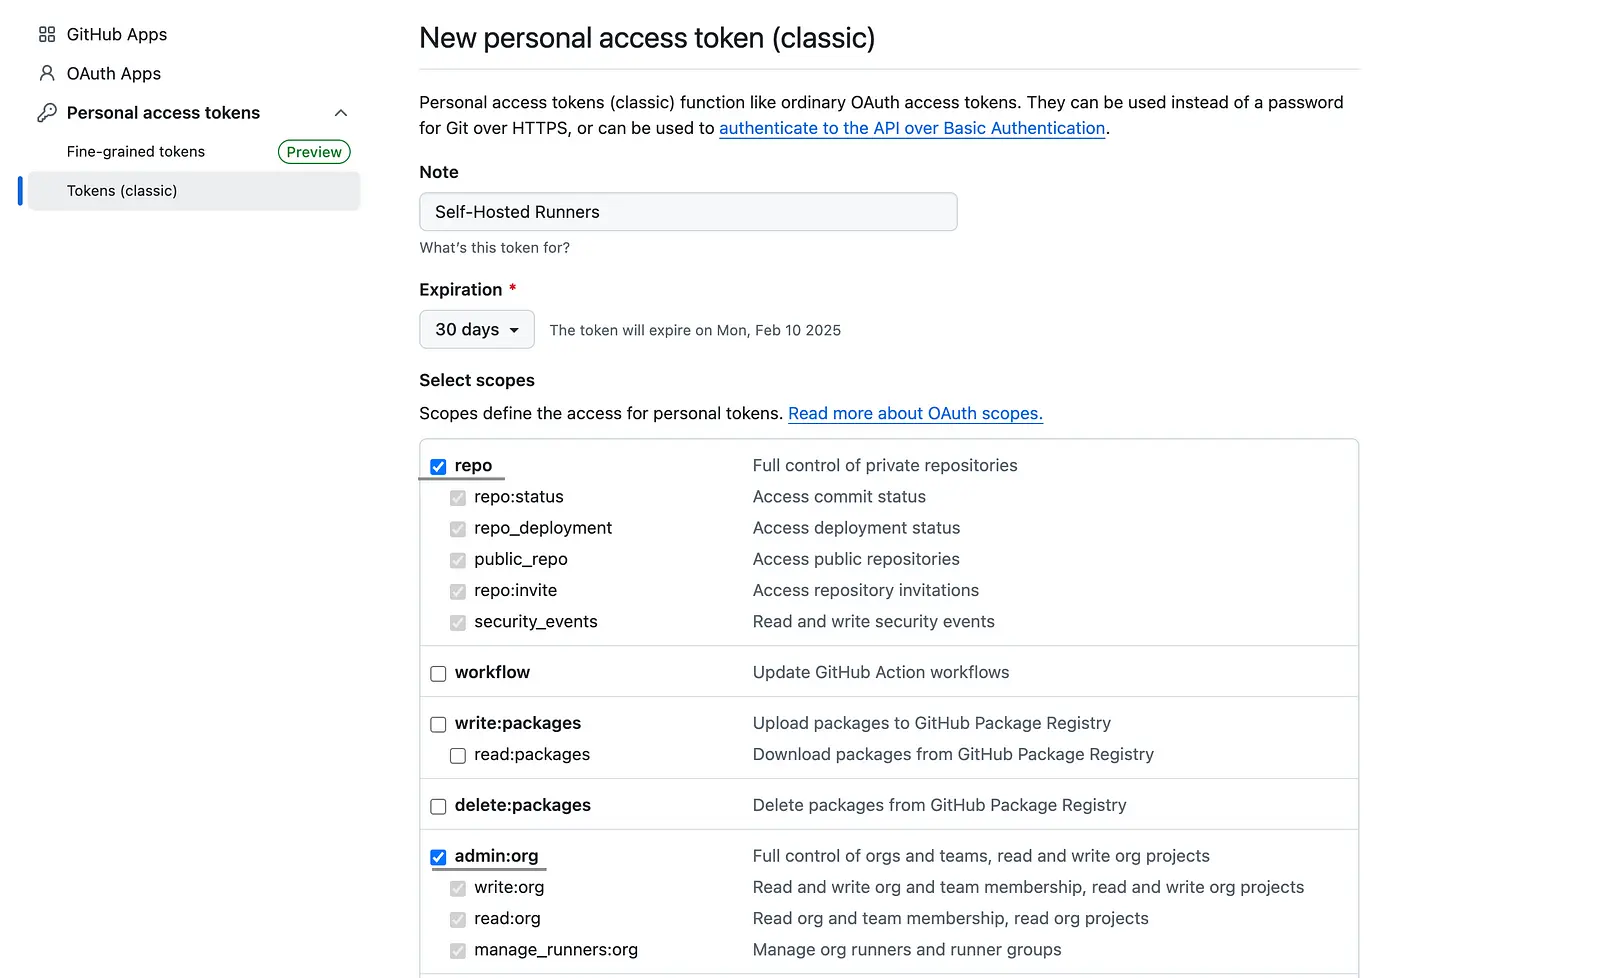 GitHub Apps
OAuth Apps
Personal access tokens
Fine-grained tokens Preview
Tokens (classic)
New personal access token (classic)
Personal access tokens (classic) function like ordinary OAuth access tokens. They can be used instead of a password
for Git over HTTPS, or can be used to authenticate to the API over Basic Authentication.
Note
Self-Hosted Runners
What's this token for?
Expiration *
30 days The token will expire on Mon, Feb 10 2025
Select scopes
Scopes define the access for personal tokens. Read more about OAuth scopes.
repo Full control of private repositories
repo:status Access commit status
repo_deployment Access deployment status
public_repo Access public repositories
repo:invite Access repository invitations
security_events Read and write security events
workflow Update GitHub Action workflows
write:packages Upload packages to GitHub Package Registry
read:packages Download packages from GitHub Package Registry
delete:packages Delete packages from GitHub Package Registry
admin:org Full control of orgs and teams, read and write org projects
write:org Read and write org and team membership, read and write org projects
read:org Read org and team membership, read org projects
manage_runners:org Manage org runners and runner groups